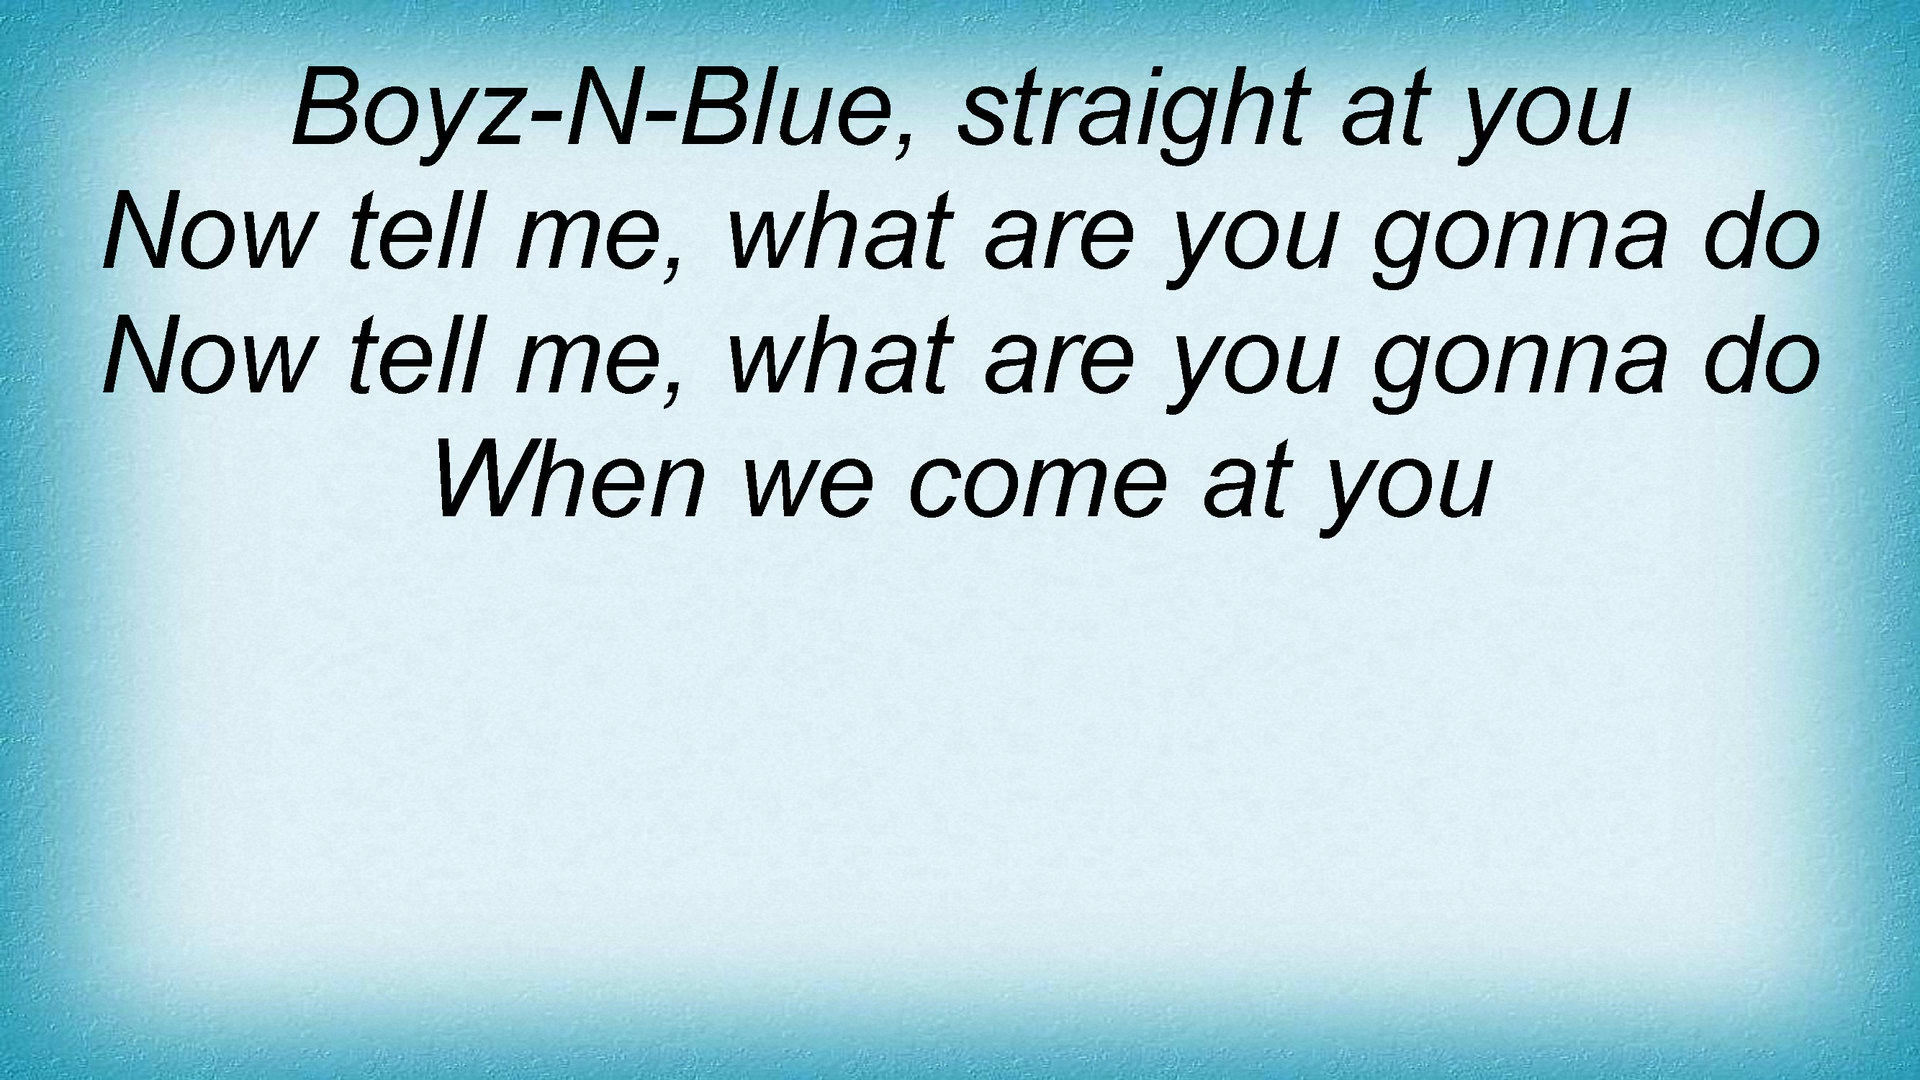 Boyz-N-Blue, straight at you
Now tell me, what are you gonna do
Now tell me, what are you gonna do
When we come at you